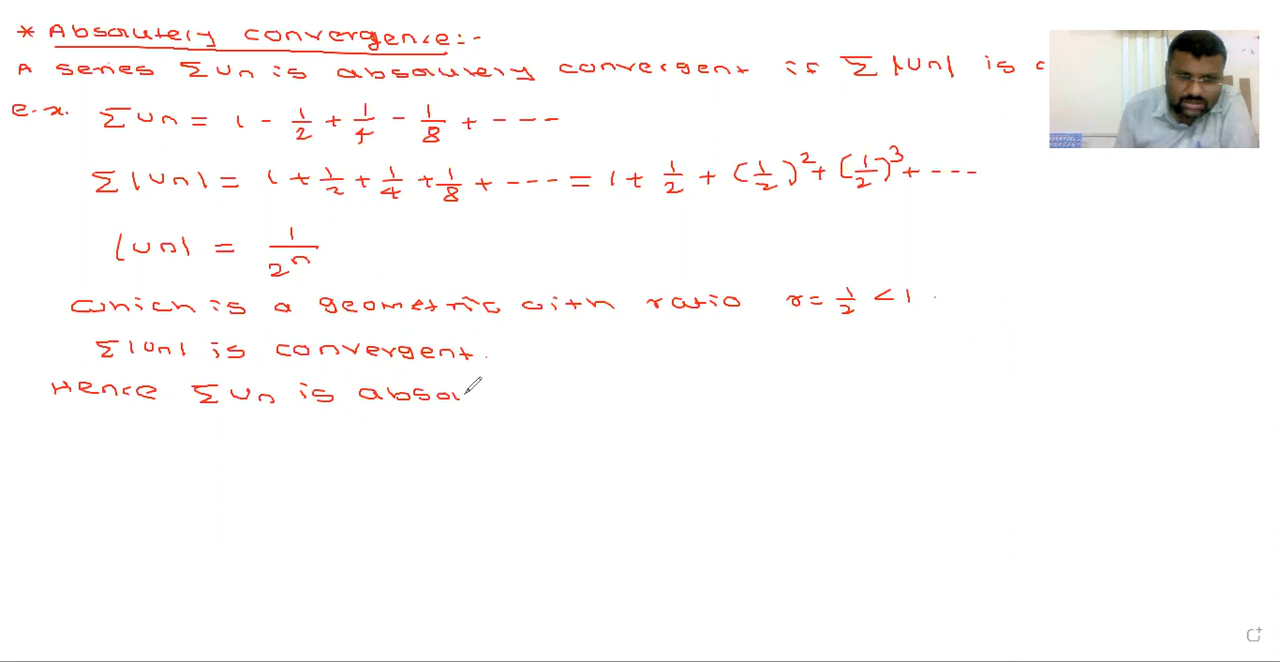 * Absolutely convergence:-
A series Σun is absolutely convergent if Σ|un| is c
e.x. Σun = 1 - 1/2 + 1/4 - 1/8 + ----
Σ|un| = 1 + 1/2 + 1/4 + 1/8 + ---- = 1 + 1/2 + (1/2)^2 + (1/2)^3 + ----
|un| = 1/2^n
which is a geometric with ratio r = 1/2 < 1.
Σ|un| is convergent.
Hence Σun is absol